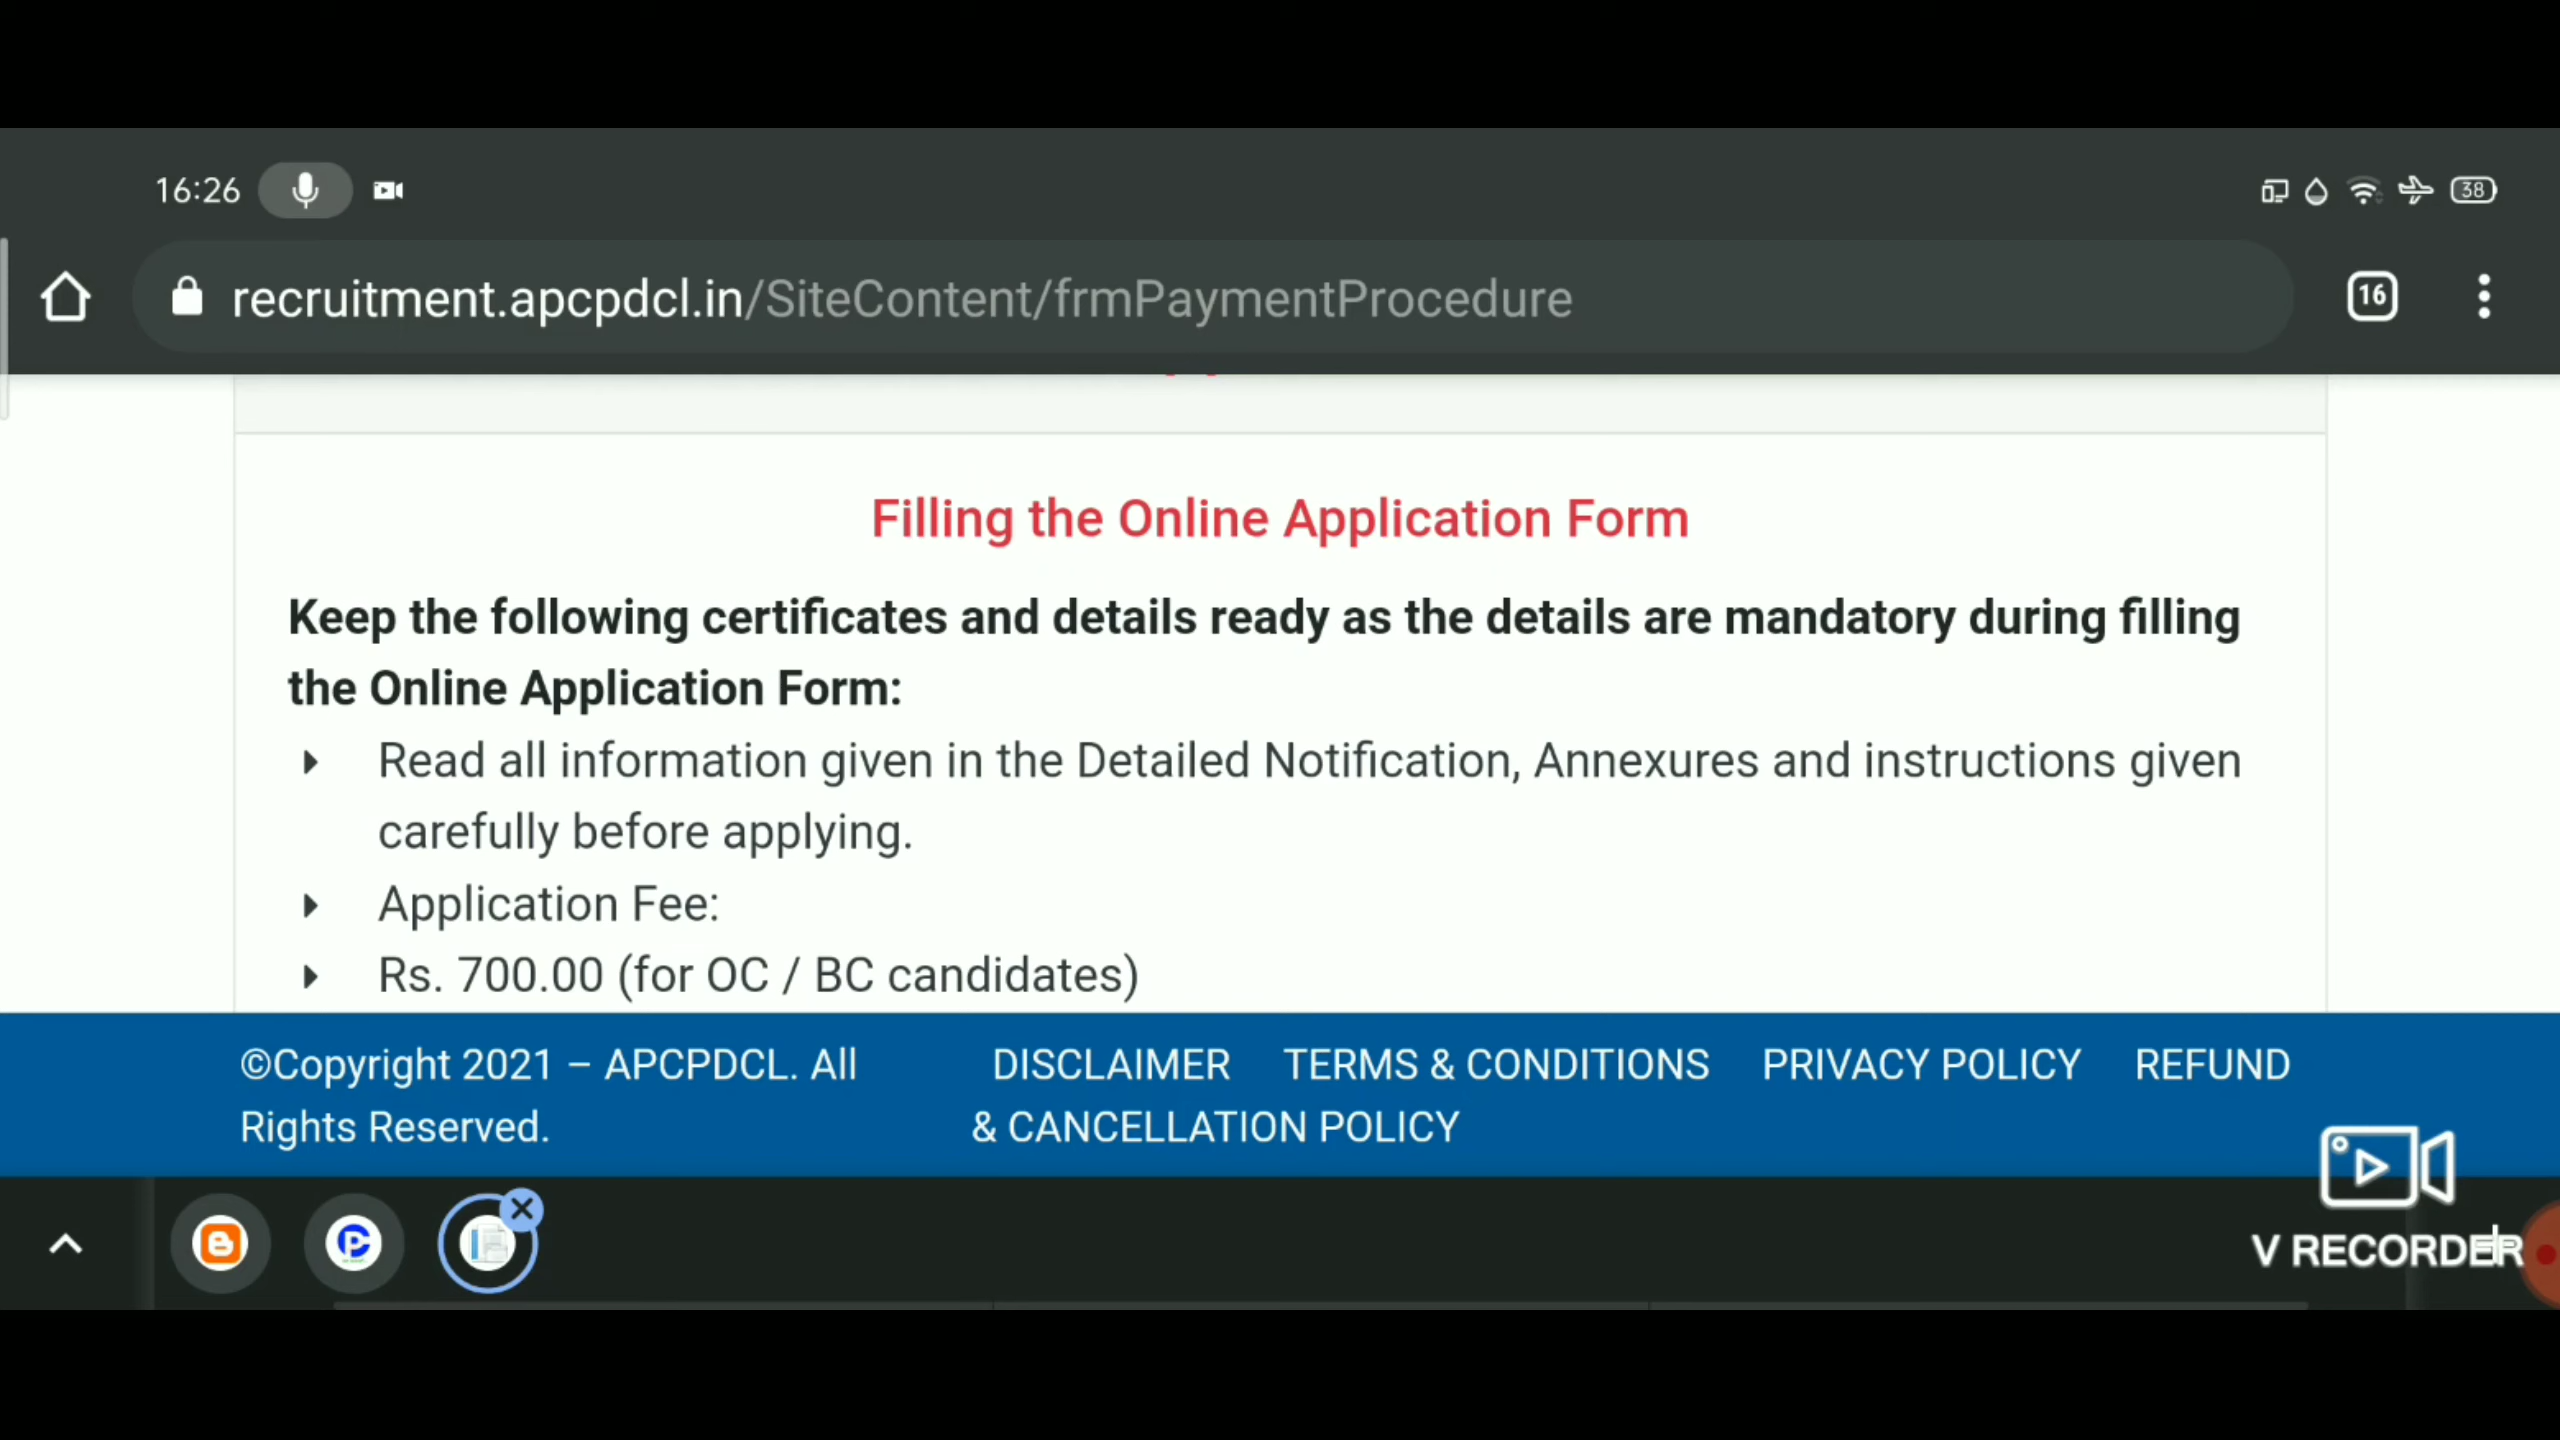 16:26
38
recruitment.apcpdcl.in/SiteContent/frmPaymentProcedure
16
Filling the Online Application Form
Keep the following certificates and details ready as the details are mandatory during filling
the Online Application Form:
Read all information given in the Detailed Notification, Annexures and instructions given
carefully before applying.
Application Fee:
Rs. 700.00 (for OC / BC candidates)
©Copyright 2021 – APCPDCL. All
Rights Reserved.
DISCLAIMER TERMS & CONDITIONS PRIVACY POLICY REFUND
& CANCELLATION POLICY
V RECORDER